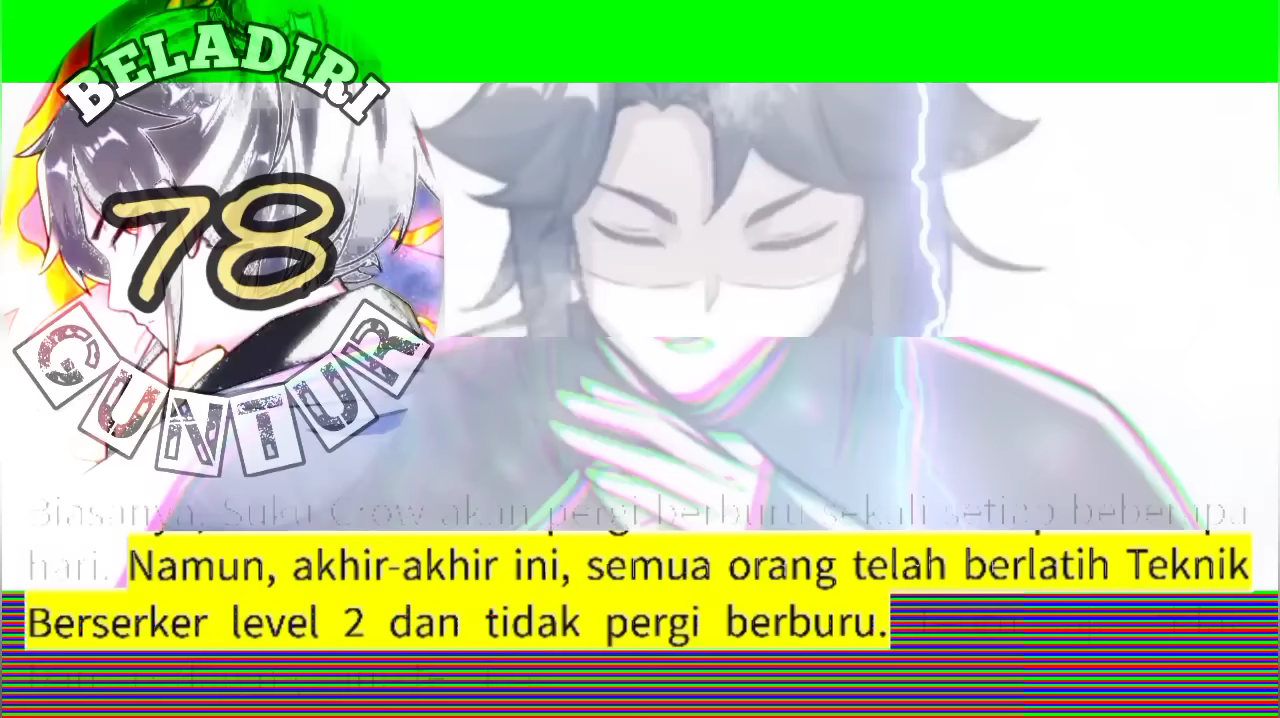 BELADIRI
78
GUNTUR
Biasanya, Suku Crow akan pergi berburu sekali setiap beberapa
hari. Namun, akhir-akhir ini, semua orang telah berlatih Teknik
Berserker level 2 dan tidak pergi berburu.